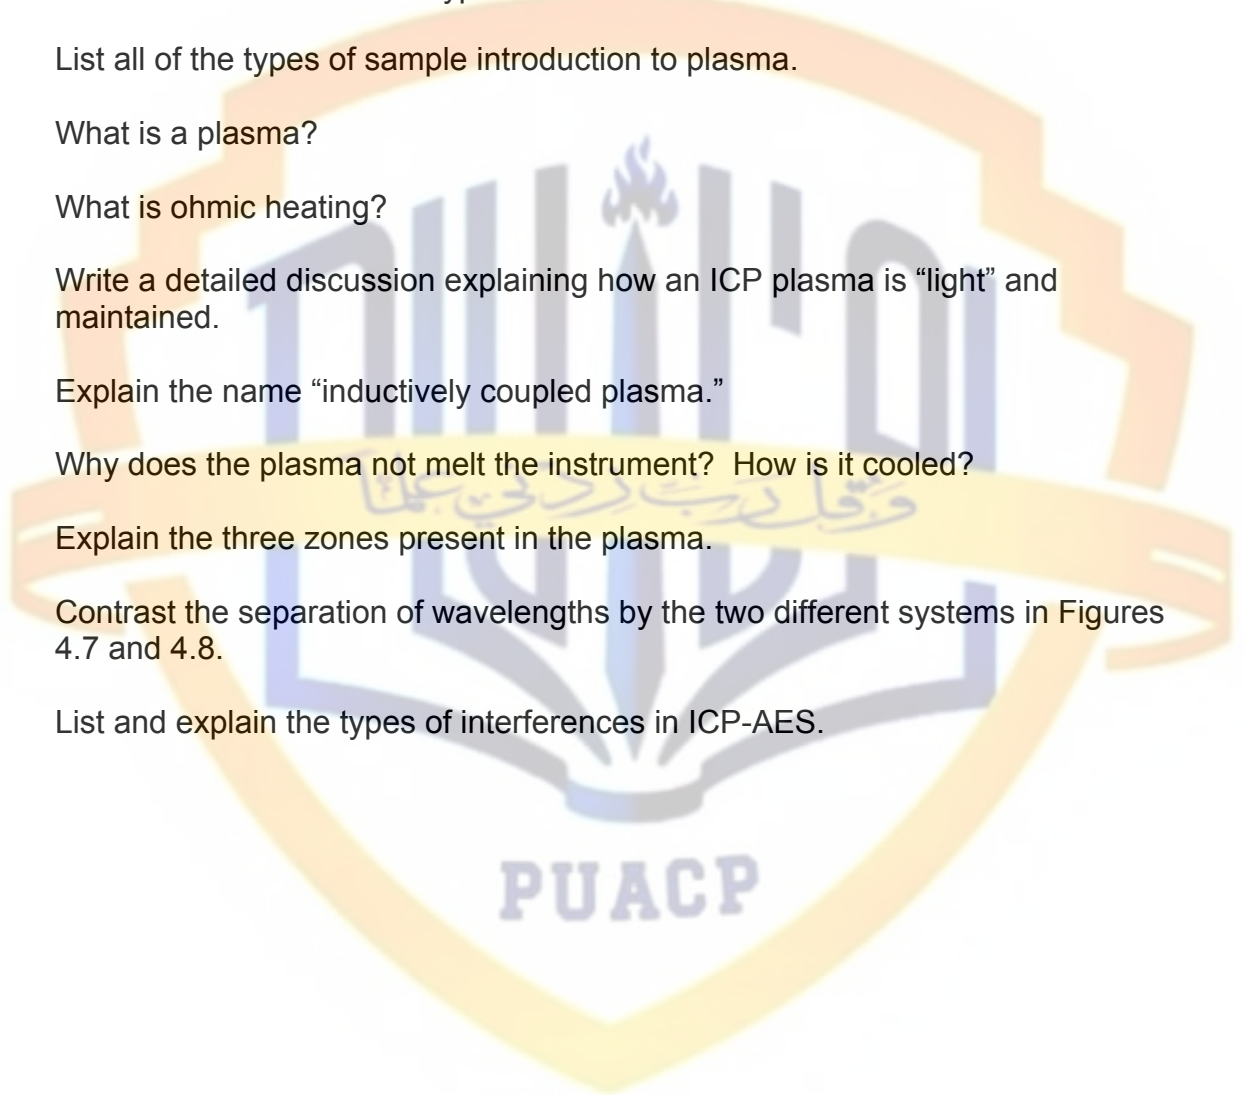 List all of the types of sample introduction to plasma.
What is a plasma?
What is ohmic heating?
Write a detailed discussion explaining how an ICP plasma is “light” and
maintained.
Explain the name “inductively coupled plasma.”
Why does the plasma not melt the instrument?  How is it cooled?
وَقُل رَّبِّ زِدْنِي عِلْمًا
Explain the three zones present in the plasma.
Contrast the separation of wavelengths by the two different systems in Figures
4.7 and 4.8.
List and explain the types of interferences in ICP-AES.
PUACP